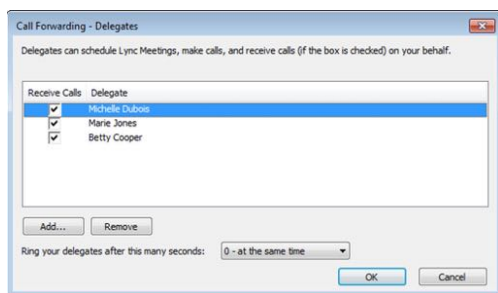 Call Forwarding - Delegates
Delegates can schedule Lync Meetings, make calls, and receive calls (if the box is checked) on your behalf.
Receive Calls Delegate
Michelle Dubois
Marie Jones
Betty Cooper
Add... Remove
Ring your delegates after this many seconds: 0 - at the same time
OK Cancel